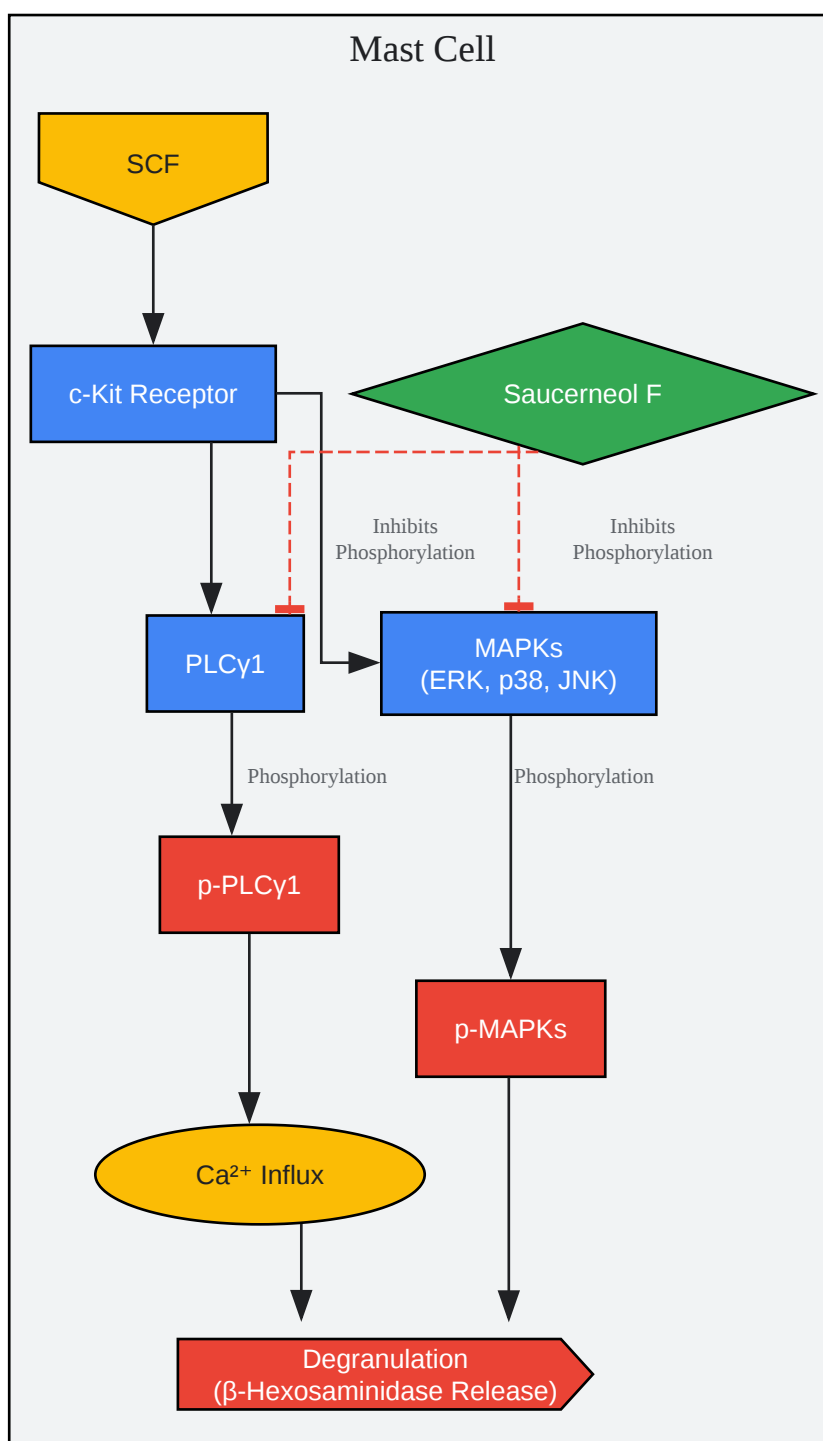 Mast Cell
SCF
c-Kit Receptor
Saucerneol F
Inhibits
Phosphorylation
Inhibits
Phosphorylation
PLCγ1
MAPKs
(ERK, p38, JNK)
Phosphorylation
Phosphorylation
p-PLCγ1
p-MAPKs
Ca²⁺ Influx
Degranulation
(β-Hexosaminidase Release)